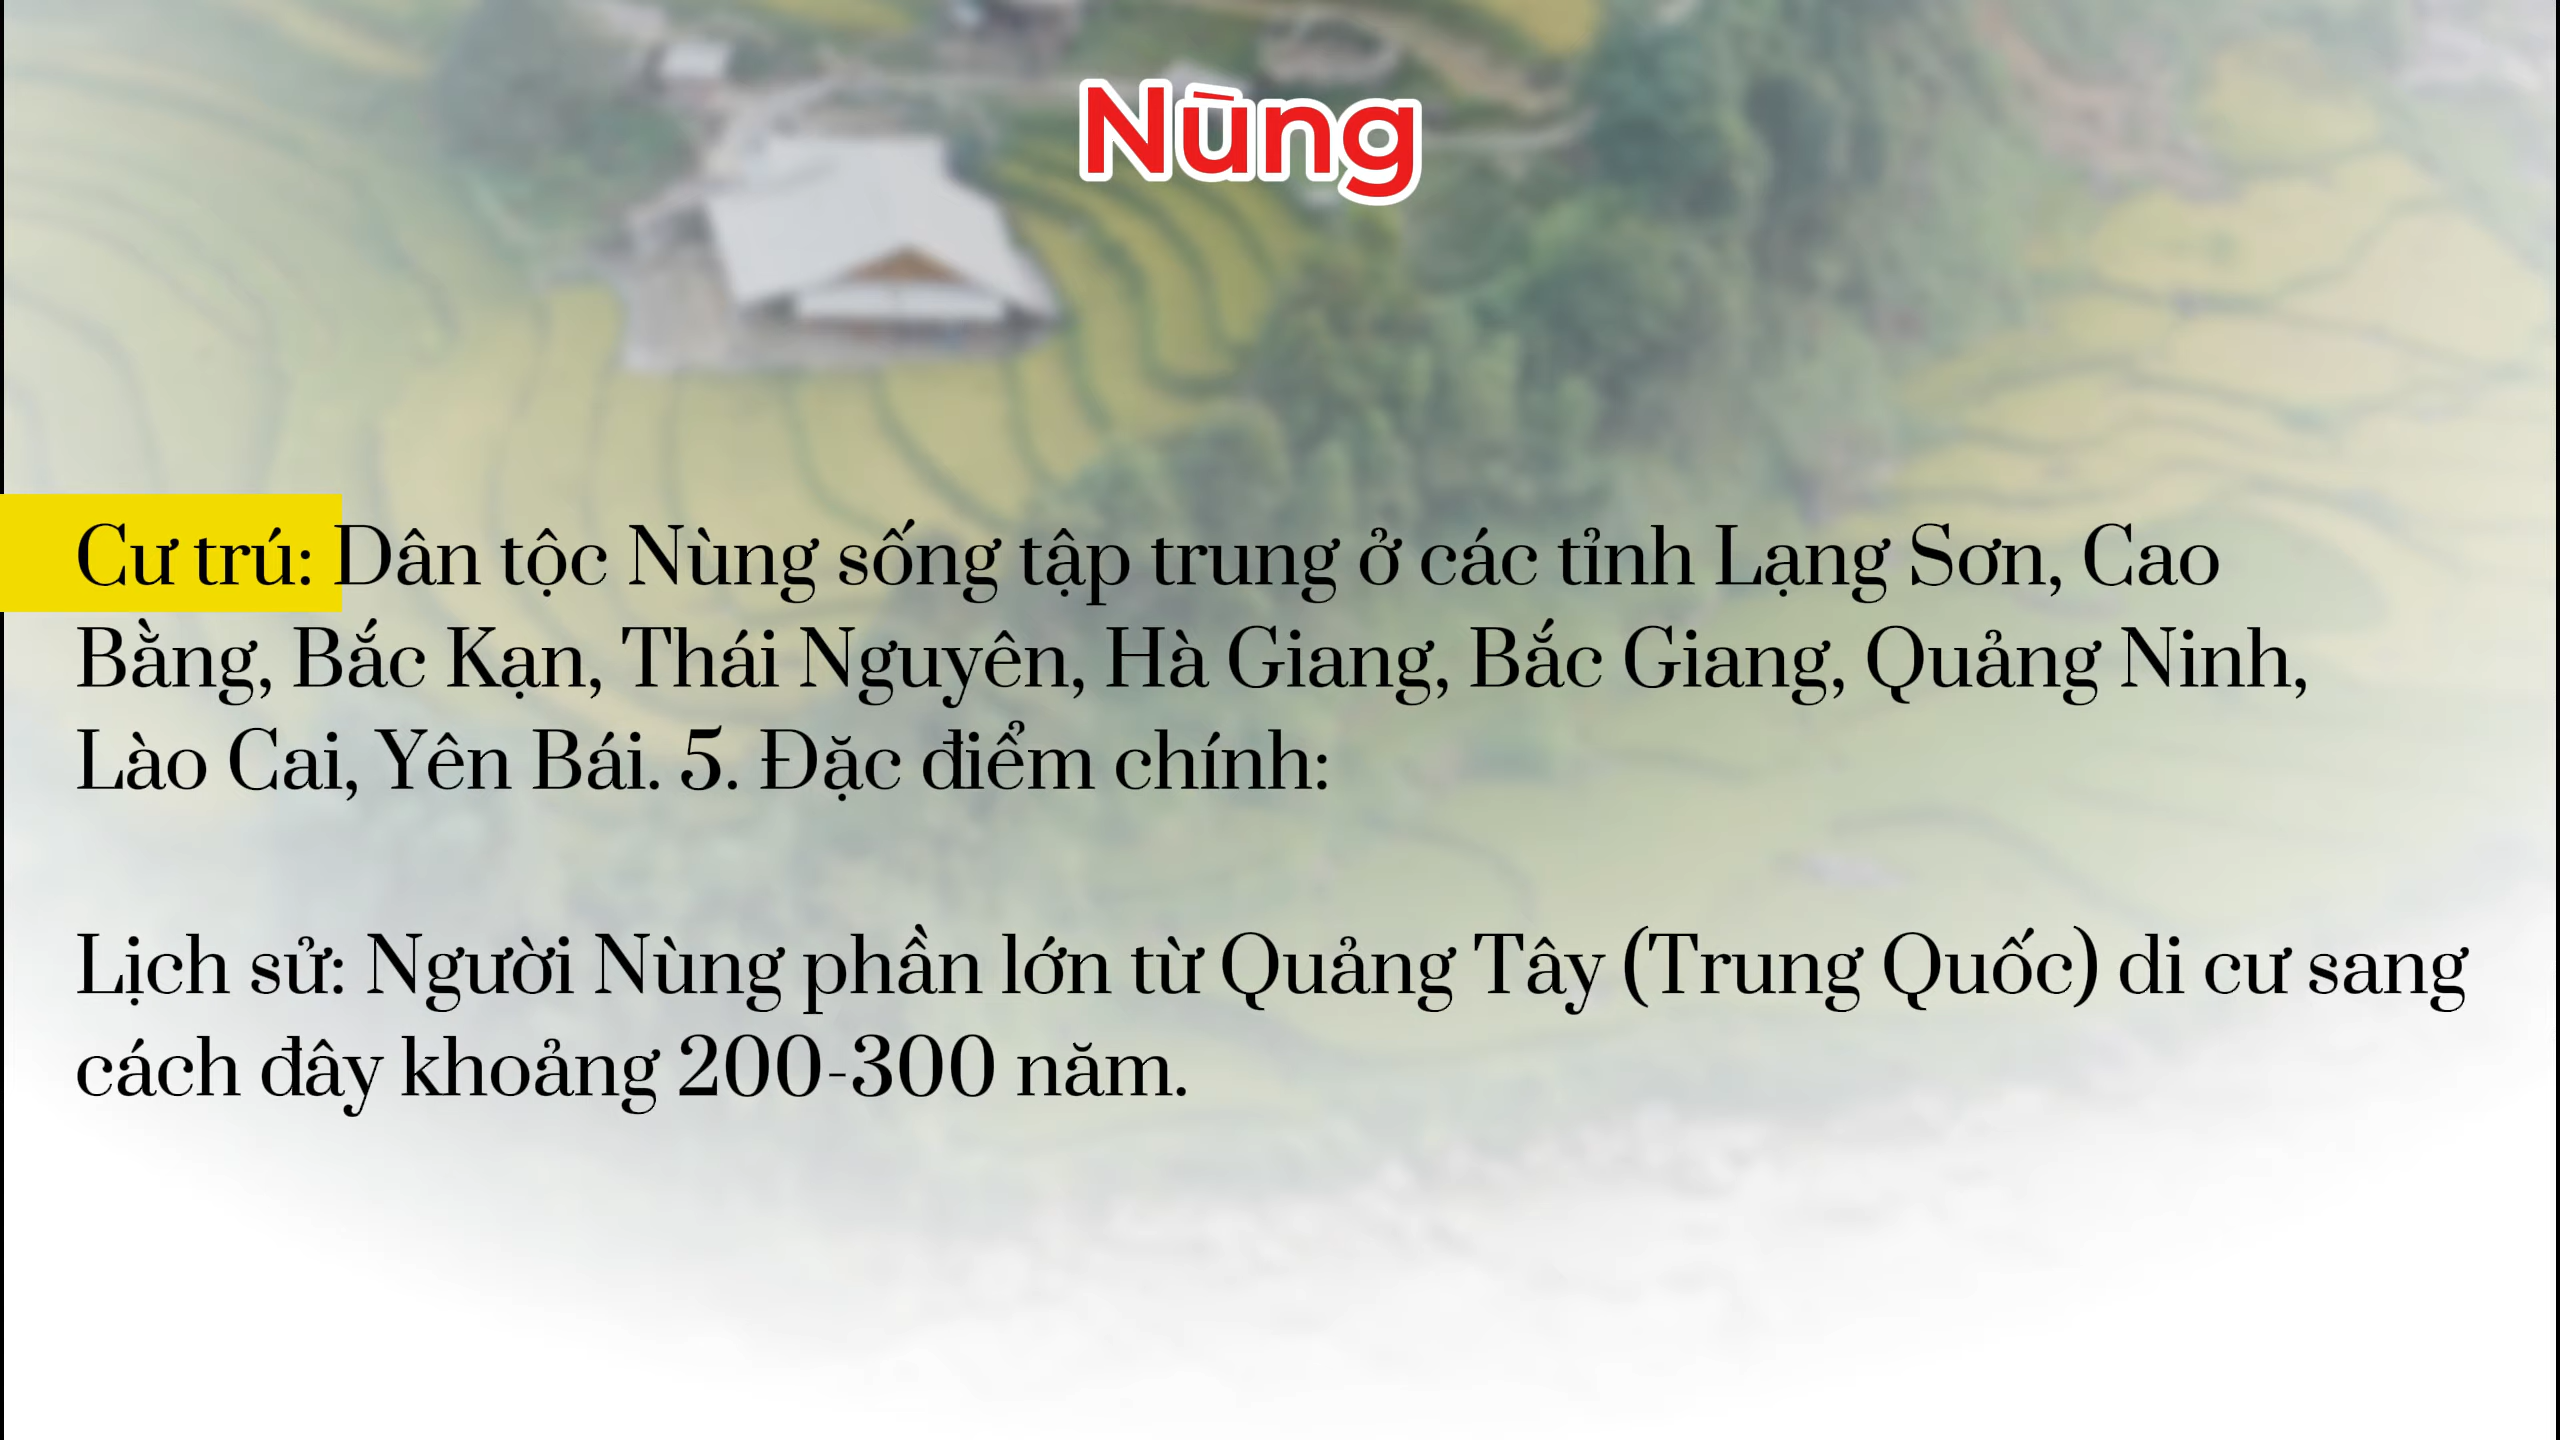 Nùng
Cư trú: Dân tộc Nùng sống tập trung ở các tỉnh Lạng Sơn, Cao
Bằng, Bắc Kạn, Thái Nguyên, Hà Giang, Bắc Giang, Quảng Ninh,
Lào Cai, Yên Bái. 5. Đặc điểm chính:
Lịch sử: Người Nùng phần lớn từ Quảng Tây (Trung Quốc) di cư sang
cách đây khoảng 200-300 năm.